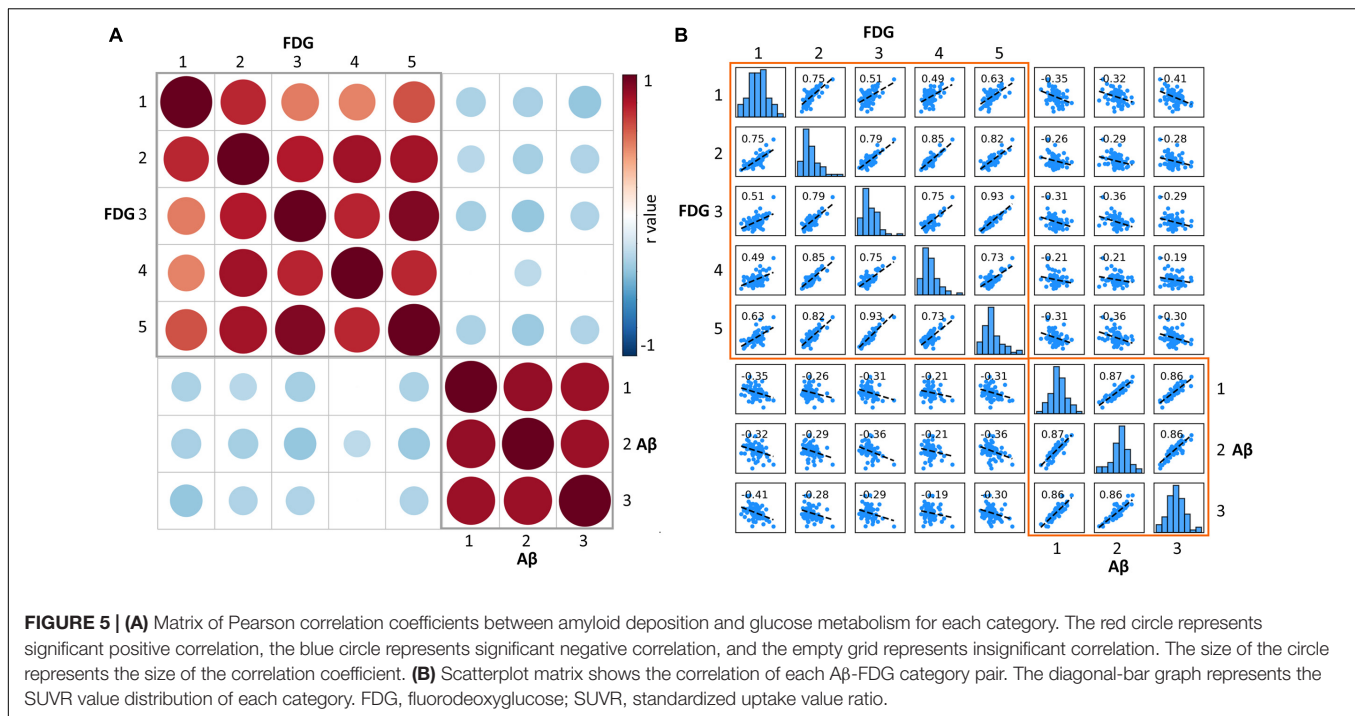 A
FDG
1 2 3 4 5
1
2
FDG 3
4
5
1
r value
-1
1
2 Aβ
3
1 2 3
Aβ
B
FDG
1 2 3 4 5
1 0.75 0.51 0.49 0.63 -0.35 -0.32 -0.41
2 0.75 0.79 0.85 0.82 -0.26 -0.29 -0.28
FDG 3 0.51 0.79 0.75 0.93 -0.31 -0.36 -0.29
4 0.49 0.85 0.75 0.73 -0.21 -0.21 -0.19
5 0.63 0.82 0.93 0.73 -0.31 -0.36 -0.30
-0.35 -0.26 -0.31 -0.21 -0.31 0.87 0.86 1
-0.32 -0.29 -0.36 -0.21 -0.36 0.87 0.86 2 Aβ
-0.41 -0.28 -0.29 -0.19 -0.30 0.86 0.86 3
1 2 3
Aβ
FIGURE 5 | (A) Matrix of Pearson correlation coefficients between amyloid deposition and glucose metabolism for each category. The red circle represents
significant positive correlation, the blue circle represents significant negative correlation, and the empty grid represents insignificant correlation. The size of the circle
represents the size of the correlation coefficient. (B) Scatterplot matrix shows the correlation of each Aβ-FDG category pair. The diagonal-bar graph represents the
SUVR value distribution of each category. FDG, fluorodeoxyglucose; SUVR, standardized uptake value ratio.